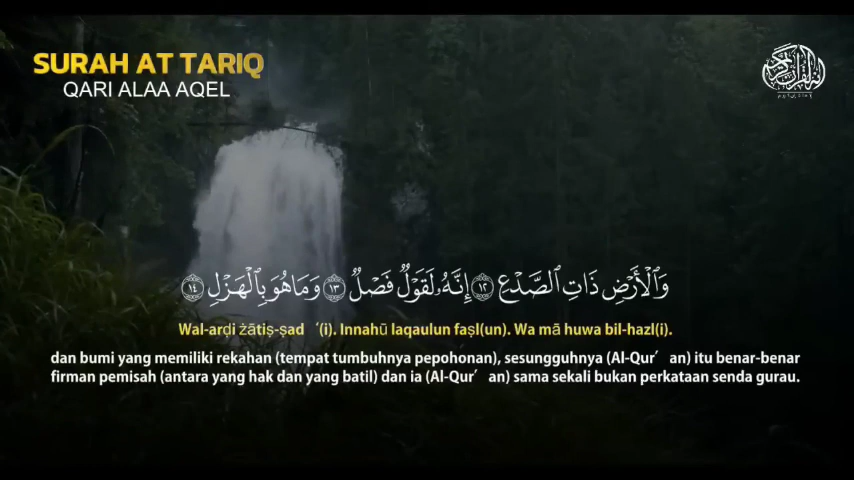 SURAH AT TARIQ
QARI ALAA AQEL
وَٱلْأَرْضِ ذَاتِ ٱلصَّدْعِ ١٢ إِنَّهُۥ لَقَوْلٌ فَصْلٌ ١٣ وَمَا هُوَ بِٱلْهَزْلِ ١٤
Wal-arḍi żātiṣ-ṣad‘(i). Innahū laqaulun faṣl(un). Wa mā huwa bil-hazl(i).
dan bumi yang memiliki rekahan (tempat tumbuhnya pepohonan), sesungguhnya (Al-Qur’an) itu benar-benar
firman pemisah (antara yang hak dan yang batil) dan ia (Al-Qur’an) sama sekali bukan perkataan senda gurau.